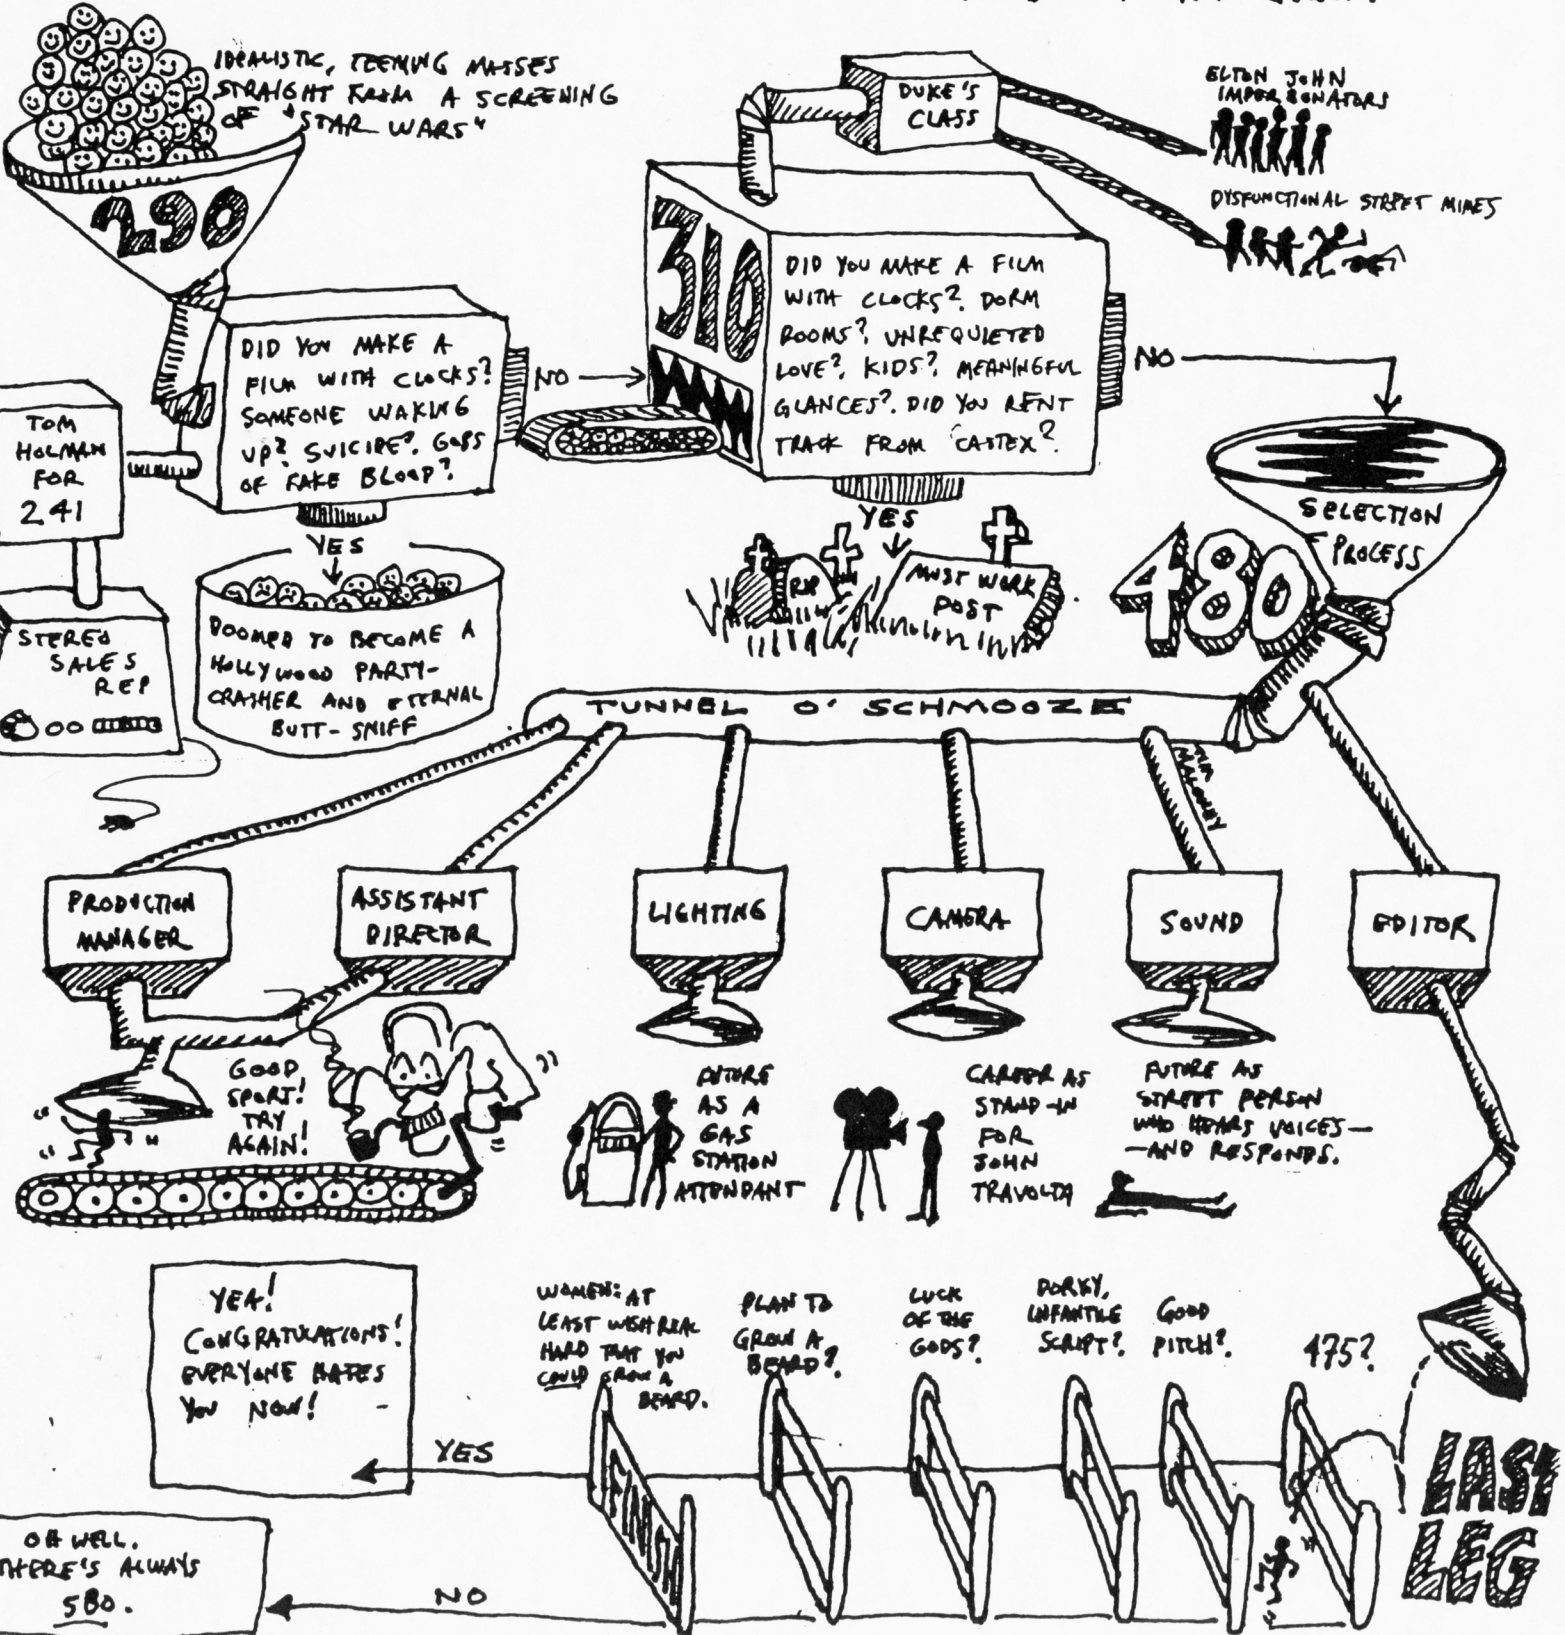 IDEALISTIC, TEEMING MASSES
STRAIGHT FROM A SCREENING
OF "STAR WARS"
290
DUKE'S
CLASS
ELTON JOHN
IMPERSONATORS
DYSFUNCTIONAL STREET MIMES
DID YOU MAKE A
FILM WITH CLOCKS?
SOMEONE WAKING
UP? SUICIDE? GOBS
OF FAKE BLOOD?
NO
310
DID YOU MAKE A FILM
WITH CLOCKS? DORM
ROOMS? UNREQUIETED
LOVE? KIDS? MEANINGFUL
GLANCES? DID YOU RENT
TRACK FROM CASTEX?
NO
TOM
HOLMAN
FOR
241
STEREO
SALES
REP
YES
DOOMED TO BECOME A
HOLLYWOOD PARTY-
CRASHER AND ETERNAL
BUTT-SNIFF
YES
RIP
MUST WORK
POST
SELECTION
PROCESS
480
TUNNEL O' SCHMOOZE
TIM
MALONEY
PRODUCTION
MANAGER
ASSISTANT
DIRECTOR
LIGHTING
CAMERA
SOUND
EDITOR
GOOD
SPORT!
TRY
AGAIN!
FUTURE
AS A
GAS
STATION
ATTENDANT
CAREER AS
STAND-IN
FOR
JOHN
TRAVOLTA
FUTURE AS
STREET PERSON
WHO HEARS VOICES—
—AND RESPONDS.
YEA!
CONGRATULATIONS!
EVERYONE HATES
YOU NOW!
WOMEN: AT
LEAST WISH REAL
HARD THAT YOU
COULD GROW A
BEARD.
PLAN TO
GROW A
BEARD?
LUCK
OF THE
GODS?
DORKY,
INFANTILE
SCRIPT?
GOOD
PITCH?
475?
YES
FINISH
LAST
LEG
OH WELL.
THERE'S ALWAYS
580.
NO